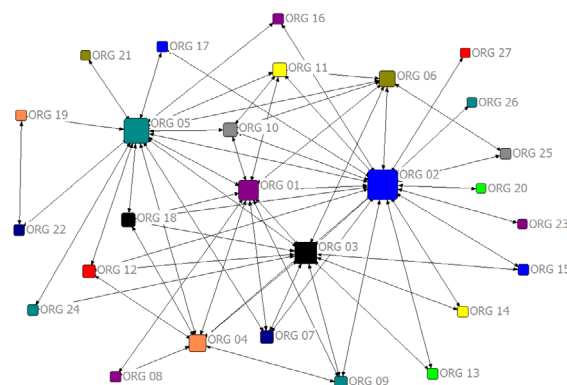 ORG 16
ORG 17
ORG 21
ORG 27
ORG 11
ORG 06
ORG 26
ORG 19
ORG 05
ORG 10
ORG 25
ORG 02
ORG 01
ORG 20
ORG 18
ORG 23
ORG 22
ORG 03
ORG 12
ORG 15
ORG 24
ORG 14
ORG 07
ORG 04
ORG 13
ORG 08
ORG 09